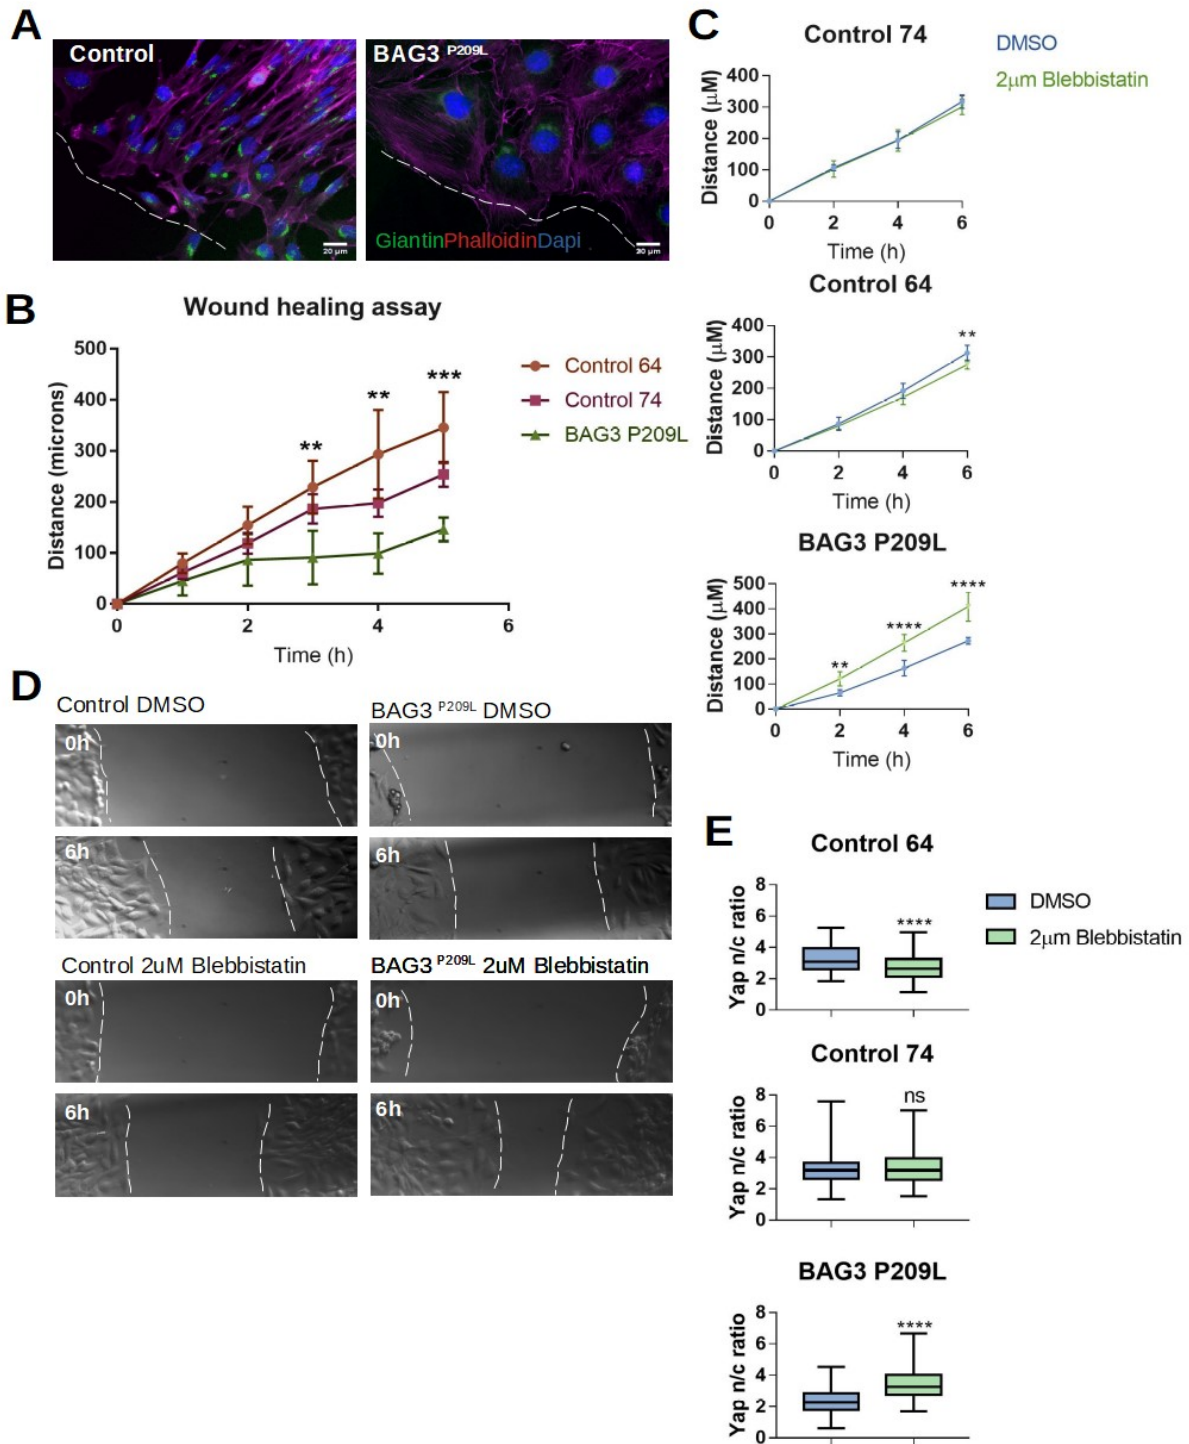 A
Control
20 µm
BAG3 P209L
GiantinPhalloidinDapi
30 µm
B
Wound healing assay
Distance (microns)
500
400
300
200
100
0
0 2 4 6
Time (h)
** ** ***
Control 64
Control 74
BAG3 P209L
C
DMSO
2µm Blebbistatin
Control 74
Distance (µM)
400
300
200
100
0
0 2 4 6
Time (h)
Control 64
Distance (µM)
400
300
200
100
0
**
0 2 4 6
Time (h)
BAG3 P209L
Distance (µM)
500
400
300
200
100
0
** **** ****
0 2 4 6
Time (h)
D
Control DMSO
0h
6h
BAG3 P209L DMSO
0h
6h
Control 2uM Blebbistatin
0h
6h
BAG3 P209L 2uM Blebbistatin
0h
6h
E
DMSO
2µm Blebbistatin
Control 64
Yap n/c ratio
8
6
4
2
0
****
Control 74
Yap n/c ratio
8
6
4
2
0
ns
BAG3 P209L
Yap n/c ratio
8
6
4
2
0
****